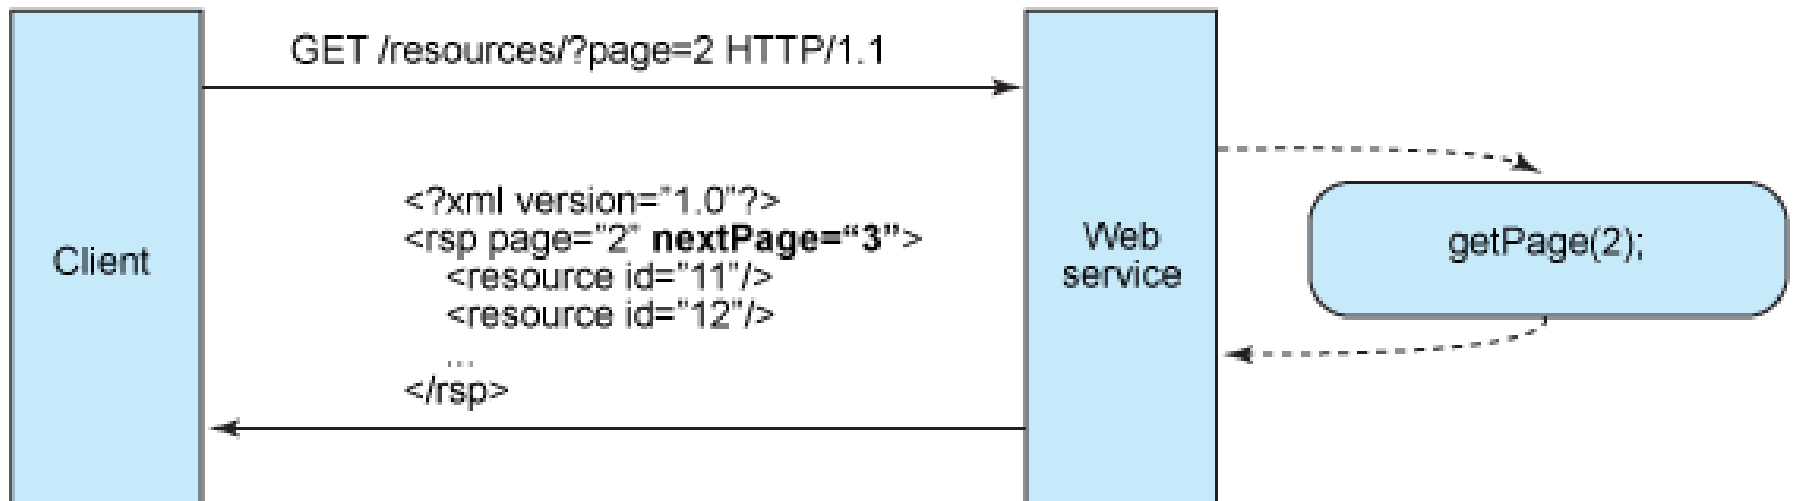 GET /resources/?page=2 HTTP/1.1
<?xml version="1.0"?>
<rsp page="2" nextPage="3">
<resource id="11"/>
<resource id="12"/>
...
</rsp>
Client
Web
service
getPage(2);